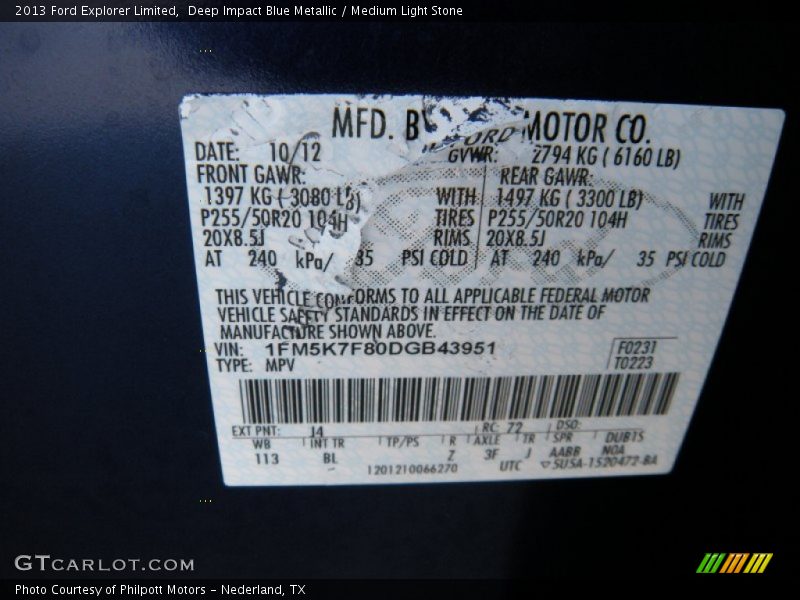 2013 Ford Explorer Limited,  Deep Impact Blue Metallic / Medium Light Stone
MFD. BY FORD MOTOR CO.
DATE: 10/12 GVWR: 2794 KG ( 6160 LB)
FRONT GAWR: REAR GAWR:
1397 KG ( 3080 LB) WITH 1497 KG ( 3300 LB) WITH
P255/50R20 104H TIRES P255/50R20 104H TIRES
20X8.5J RIMS 20X8.5J RIMS
AT 240 kPa/ 35 PSI COLD AT 240 kPa/ 35 PSI COLD
THIS VEHICLE CONFORMS TO ALL APPLICABLE FEDERAL MOTOR
VEHICLE SAFETY STANDARDS IN EFFECT ON THE DATE OF
MANUFACTURE SHOWN ABOVE.
VIN: 1FM5K7F80DGB43951 F0231
TYPE: MPV T0223
EXT PNT: J4 RC: 72 DSO:
WB INT TR TP/PS R AXLE TR SPR
113 BL Z 3F J AABB NOA
1201210066270 UTC
GTCARLOT.COM
Photo Courtesy of Philpott Motors - Nederland, TX